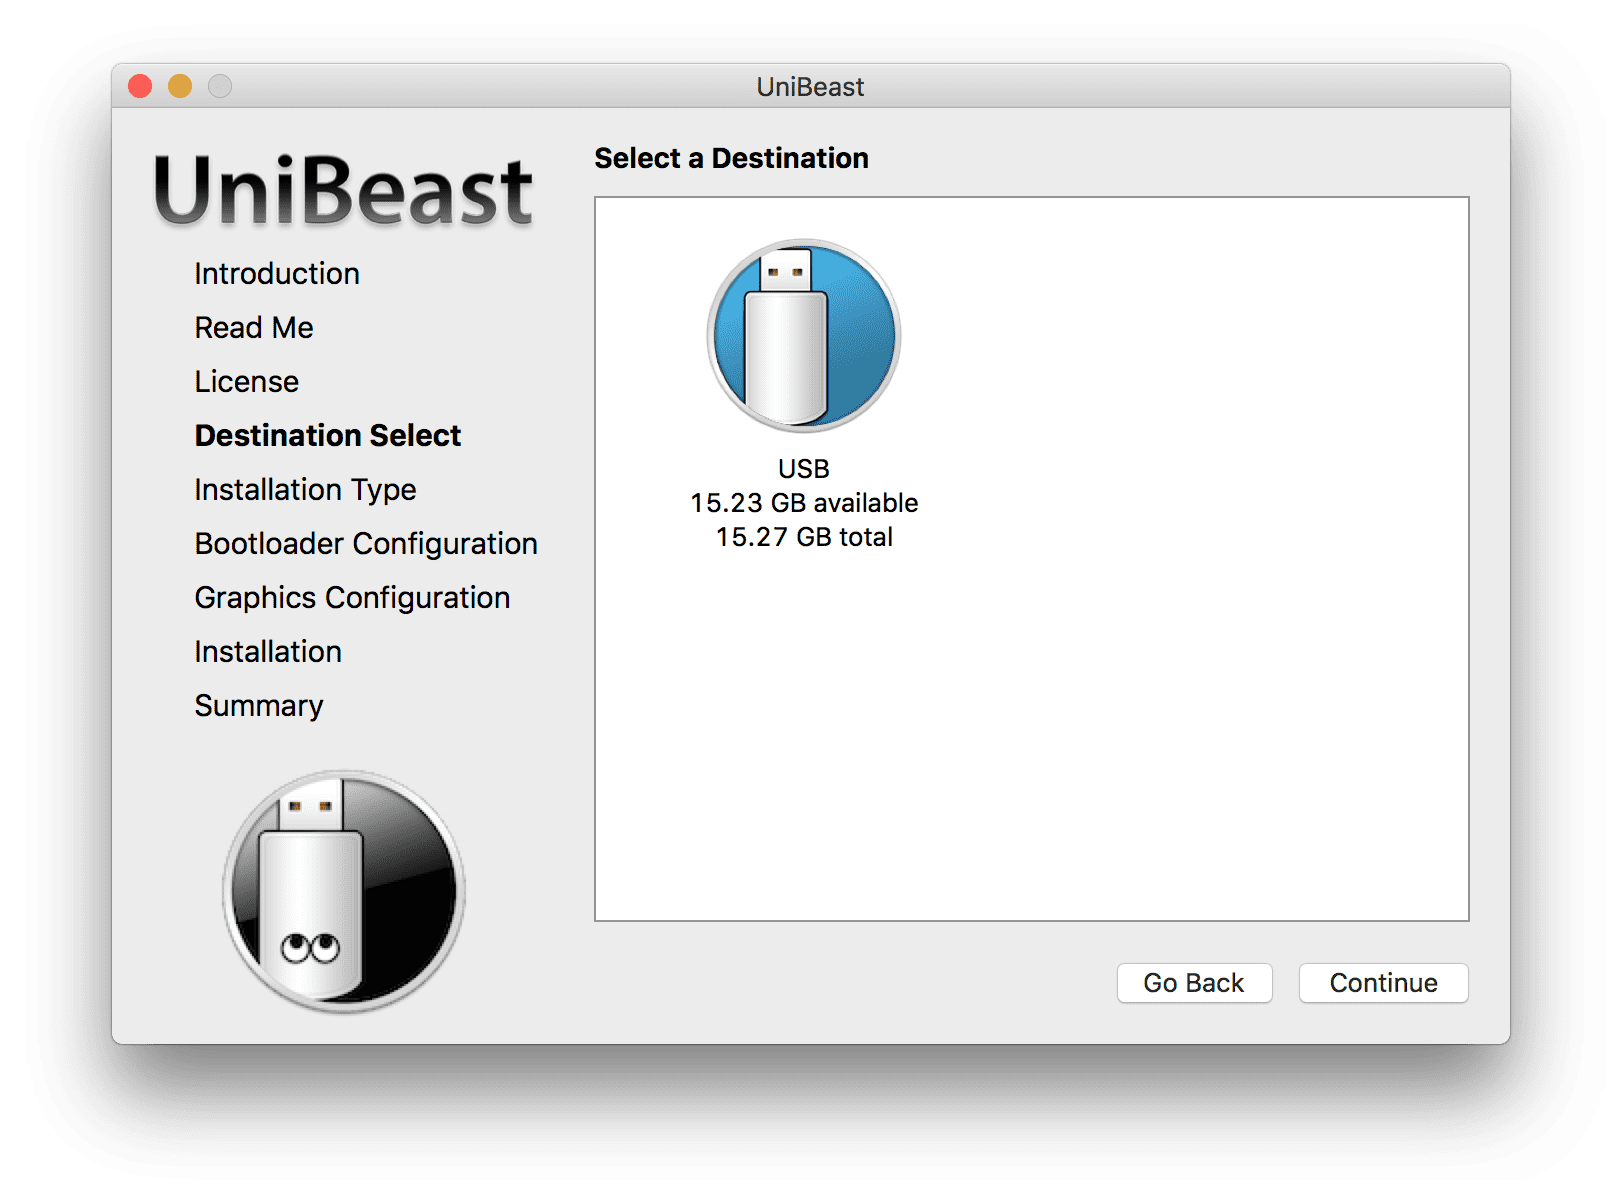 UniBeast
UniBeast
Introduction
Read Me
License
Destination Select
Installation Type
Bootloader Configuration
Graphics Configuration
Installation
Summary
Select a Destination
USB
15.23 GB available
15.27 GB total
Go Back
Continue